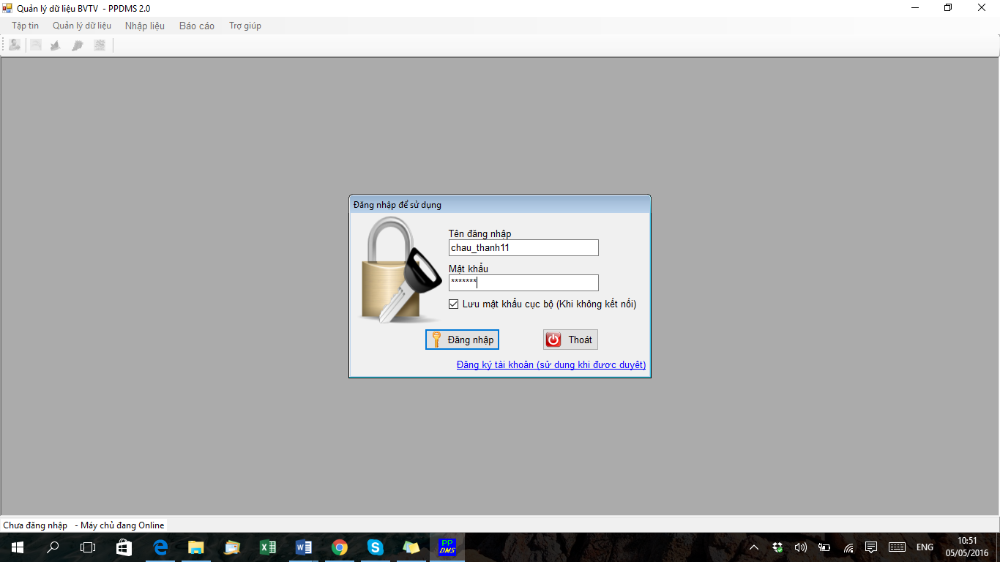 Quản lý dữ liệu BVTV - PPDMS 2.0
Tập tin Quản lý dữ liệu Nhập liệu Báo cáo Trợ giúp
Đăng nhập để sử dụng
Tên đăng nhập
chau_thanh11
Mật khẩu
*******
Lưu mật khẩu cục bộ (Khi không kết nối)
Đăng nhập Thoát
Đăng ký tài khoản (sử dụng khi được duyệt)
Chưa đăng nhập - Máy chủ đang Online
PP
DMS
ENG
10:51
05/05/2016